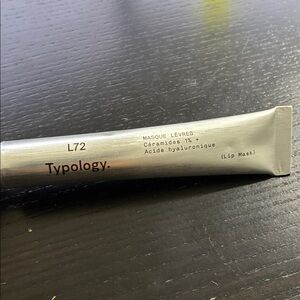 L72
Typology.
MASQUE LÈVRES
Céramides 1% +
Acide hyaluronique
(Lip Mask)